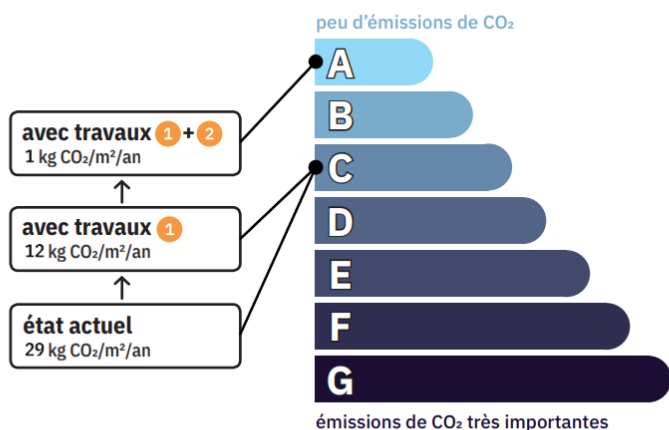 peu d'émissions de CO₂
A
B
C
D
E
F
G
émissions de CO₂ très importantes
avec travaux 1 + 2
1 kg CO₂/m²/an
avec travaux 1
12 kg CO₂/m²/an
état actuel
29 kg CO₂/m²/an